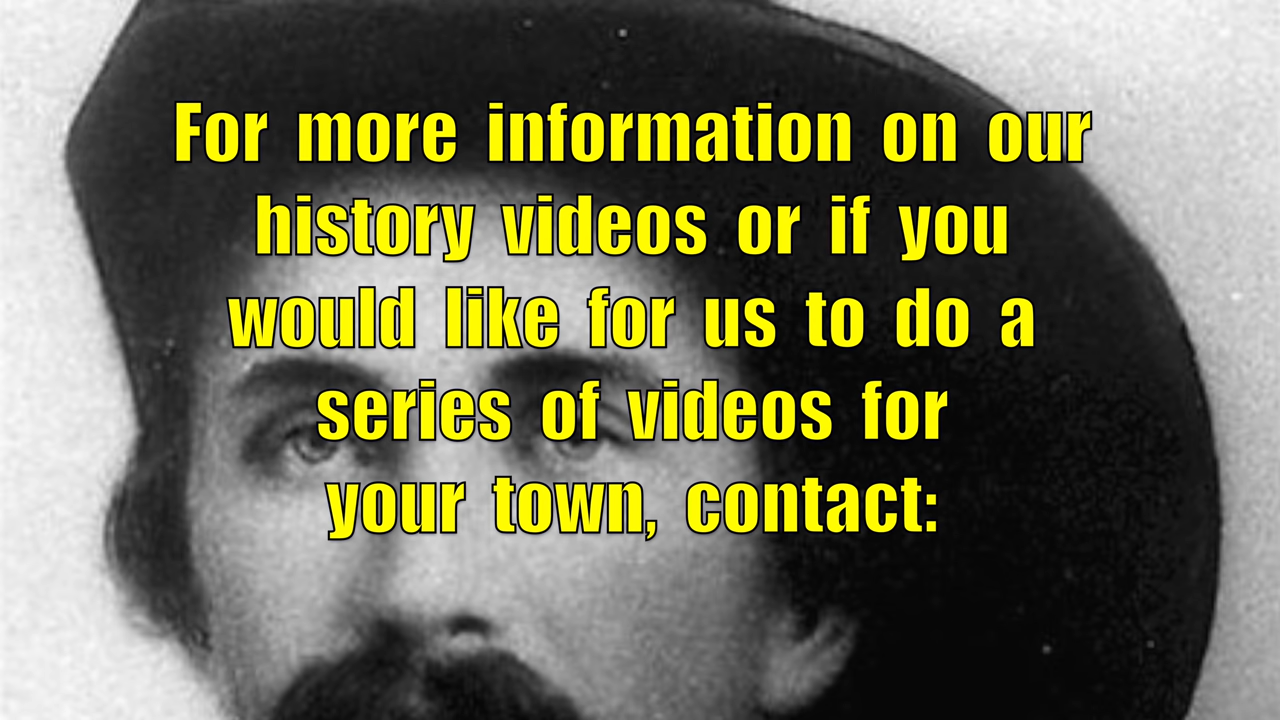 For more information on our
history videos or if you
would like for us to do a
series of videos for
your town, contact: